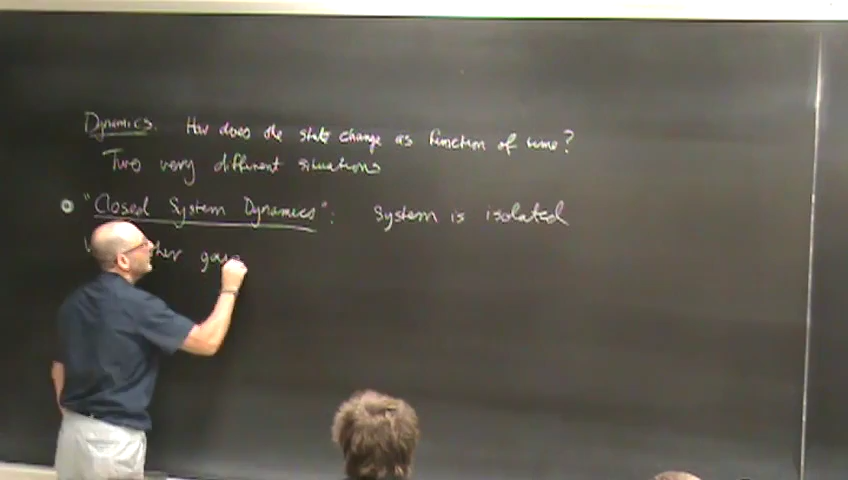 Dynamics. How does the state change as function of time?
Two very different situations
"Closed System Dynamics": System is isolated